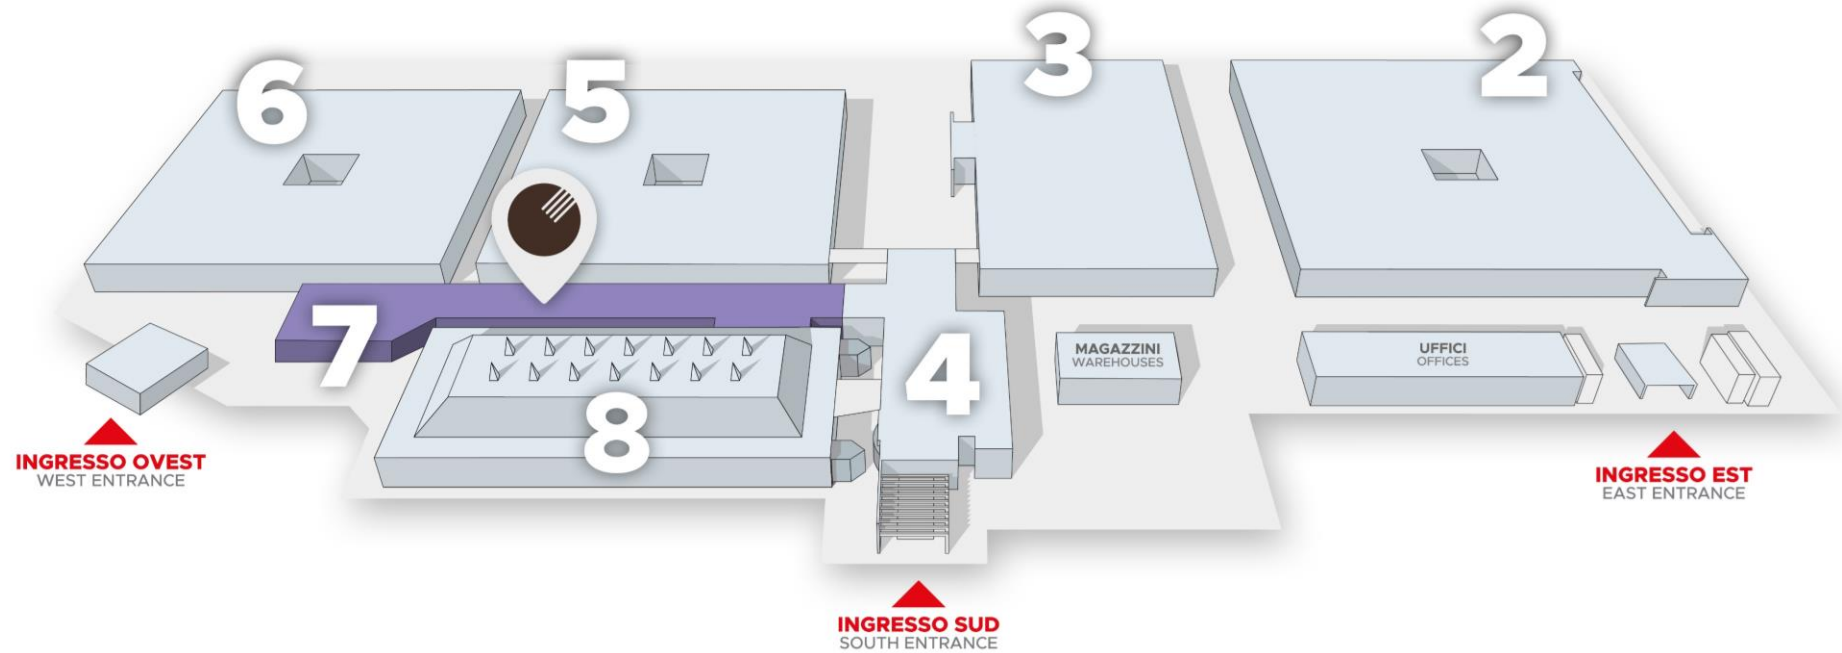 6
5
3
2
7
4
8
MAGAZZINI
WAREHOUSES
UFFICI
OFFICES
INGRESSO OVEST
WEST ENTRANCE
INGRESSO EST
EAST ENTRANCE
INGRESSO SUD
SOUTH ENTRANCE